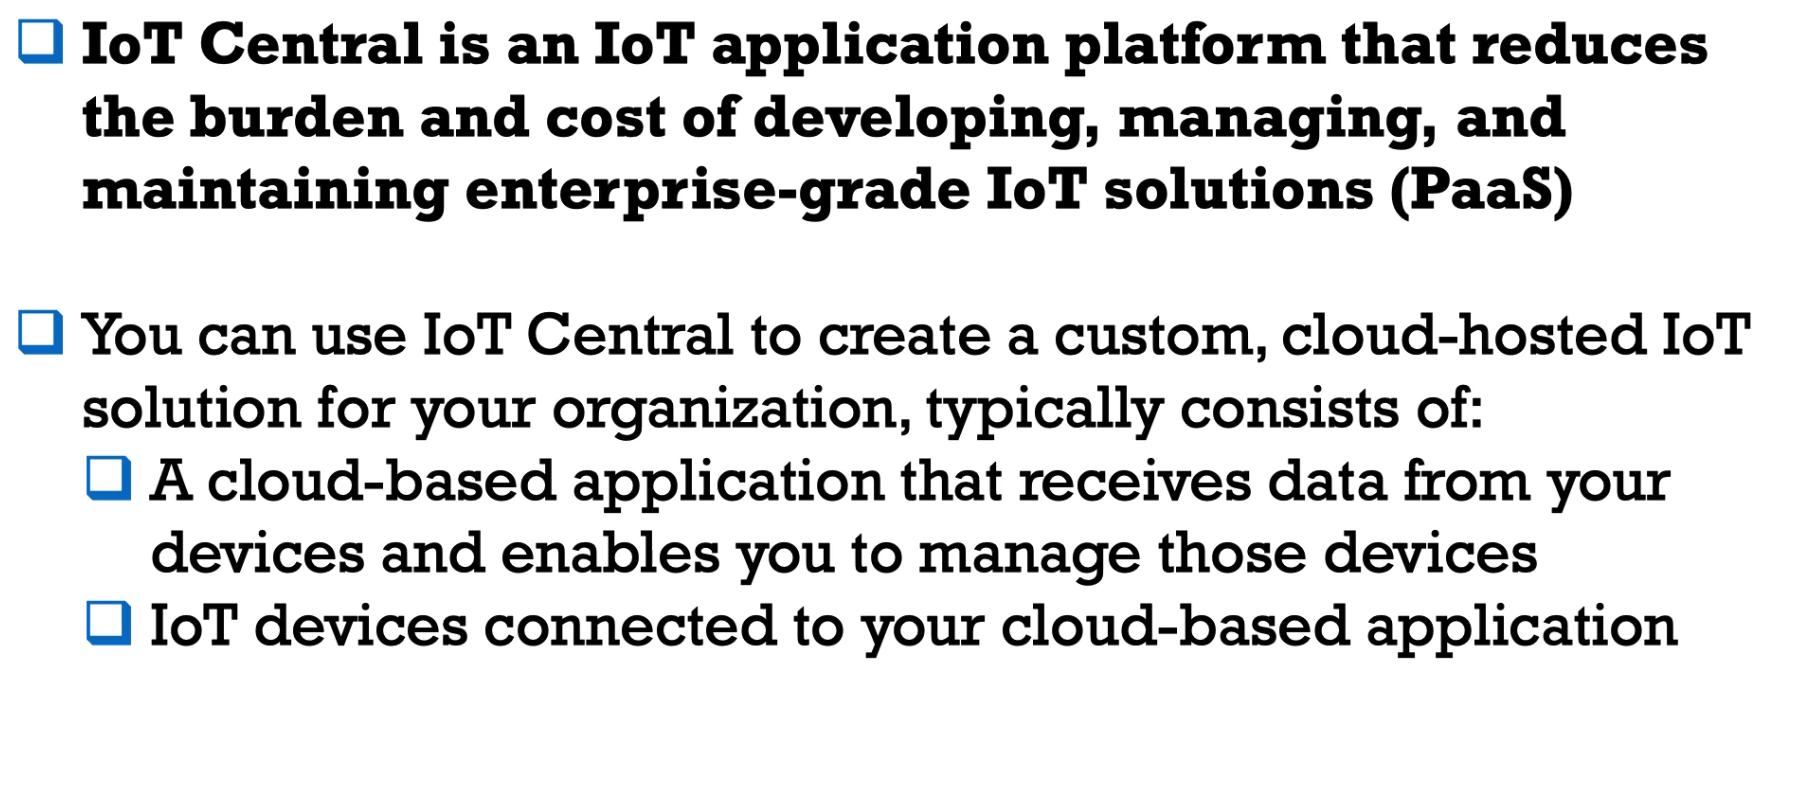 IoT Central is an IoT application platform that reduces
the burden and cost of developing, managing, and
maintaining enterprise-grade IoT solutions (PaaS)
You can use IoT Central to create a custom, cloud-hosted IoT
solution for your organization, typically consists of:
A cloud-based application that receives data from your
devices and enables you to manage those devices
IoT devices connected to your cloud-based application